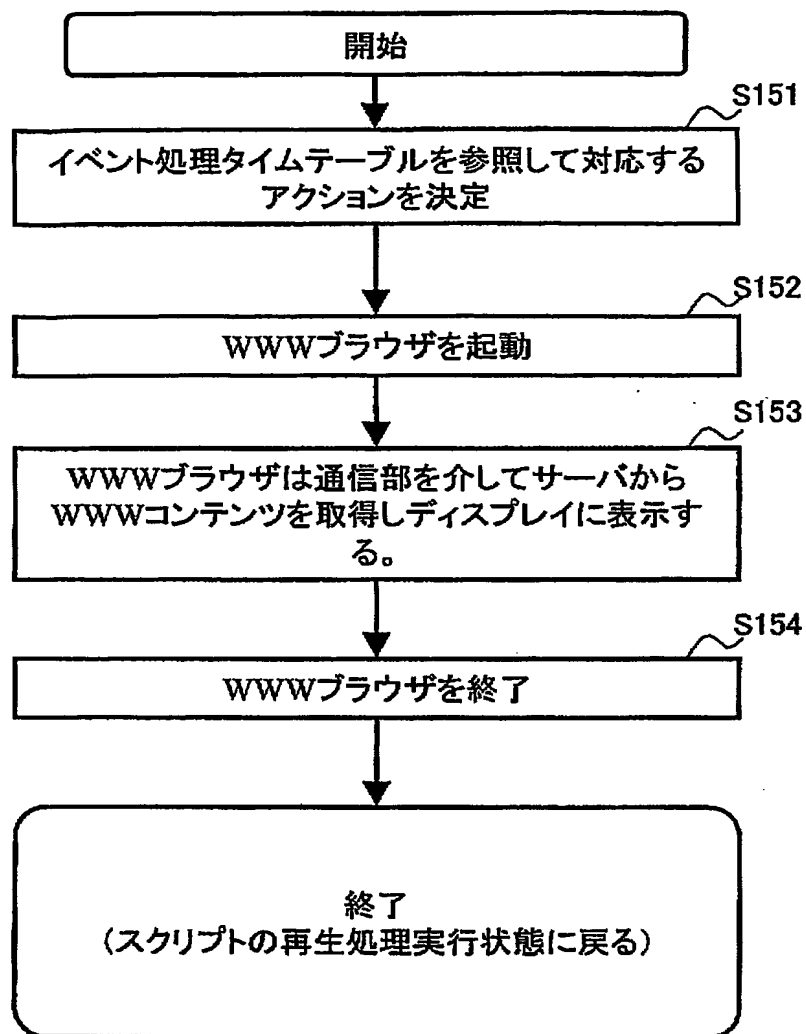 開始
S151
イベント処理タイムテーブルを参照して対応する
アクションを決定
S152
WWWブラウザを起動
S153
WWWブラウザは通信部を介してサーバから
WWWコンテンツを取得しディスプレイに表示す
る。
S154
WWWブラウザを終了
終了
(スクリプトの再生処理実行状態に戻る)